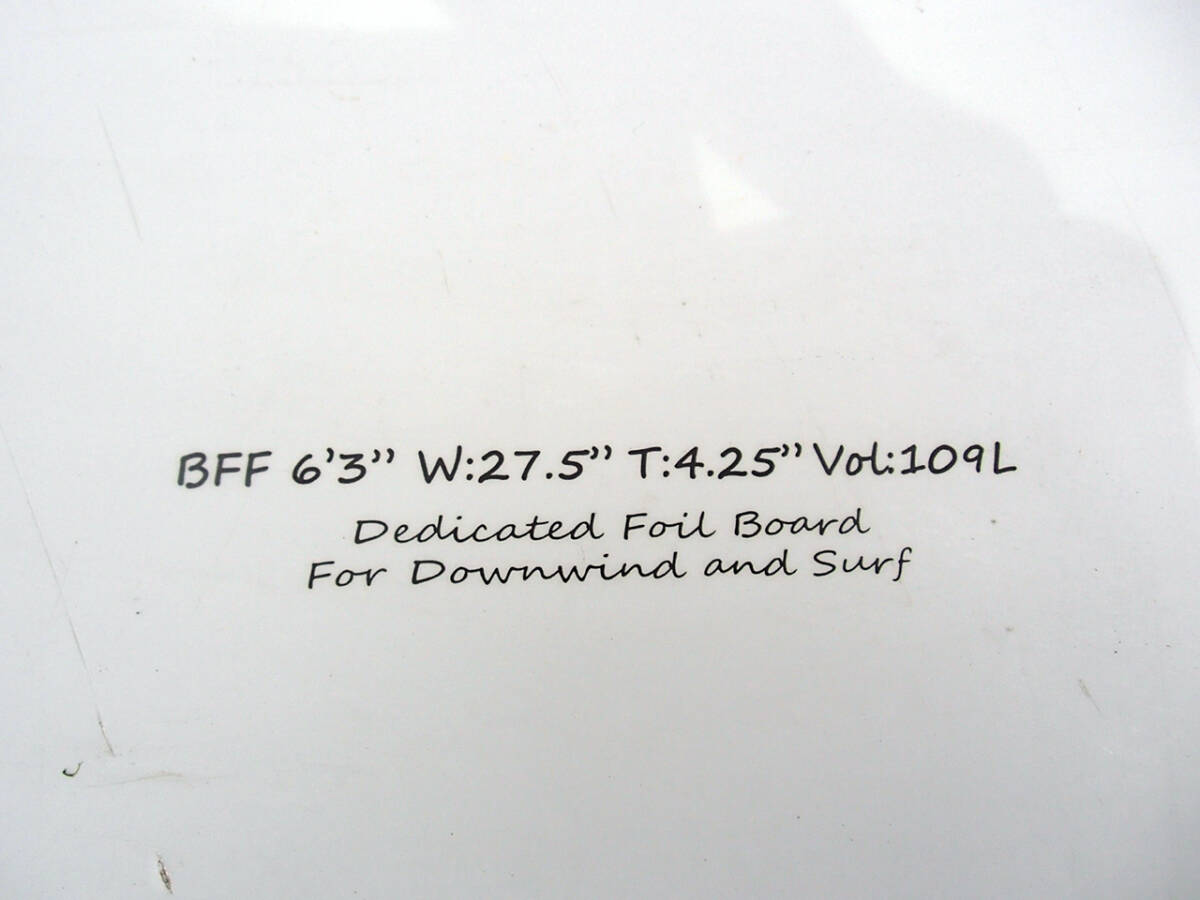 BFF 6’3” W:27.5” T:4.25” Vol:109L
Dedicated Foil Board
For Downwind and Surf